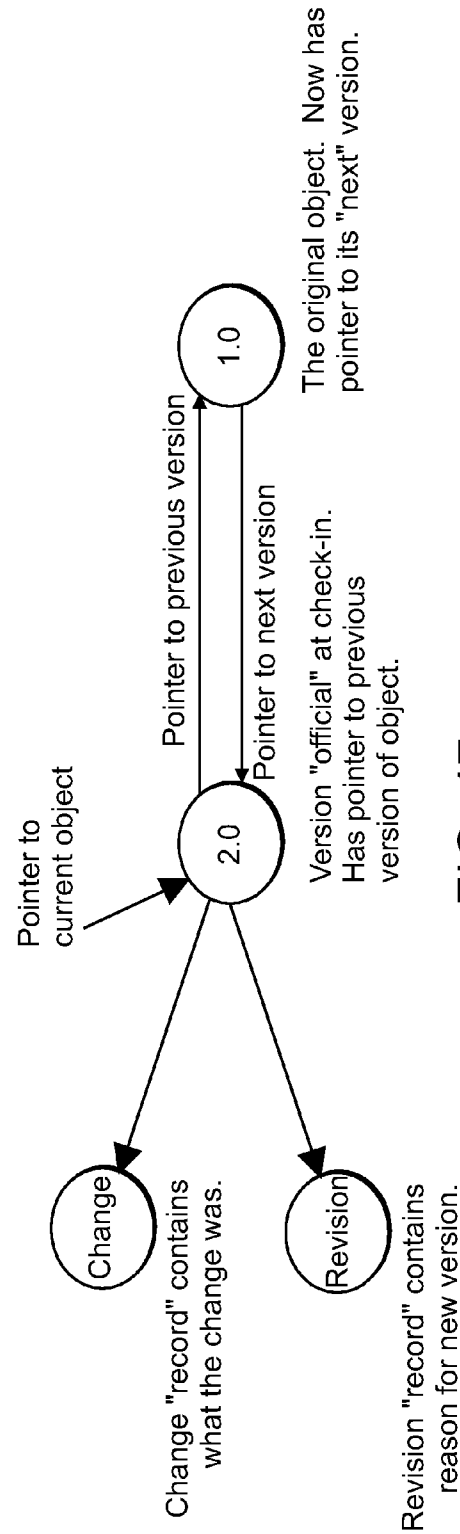 Pointer to
current object
Change
Change "record" contains
what the change was.
Pointer to previous version
2.0
1.0
Pointer to next version
Revision
Version "official" at check-in.
Has pointer to previous
version of object.
The original object. Now has
pointer to its "next" version.
Revision "record" contains
reason for new version.